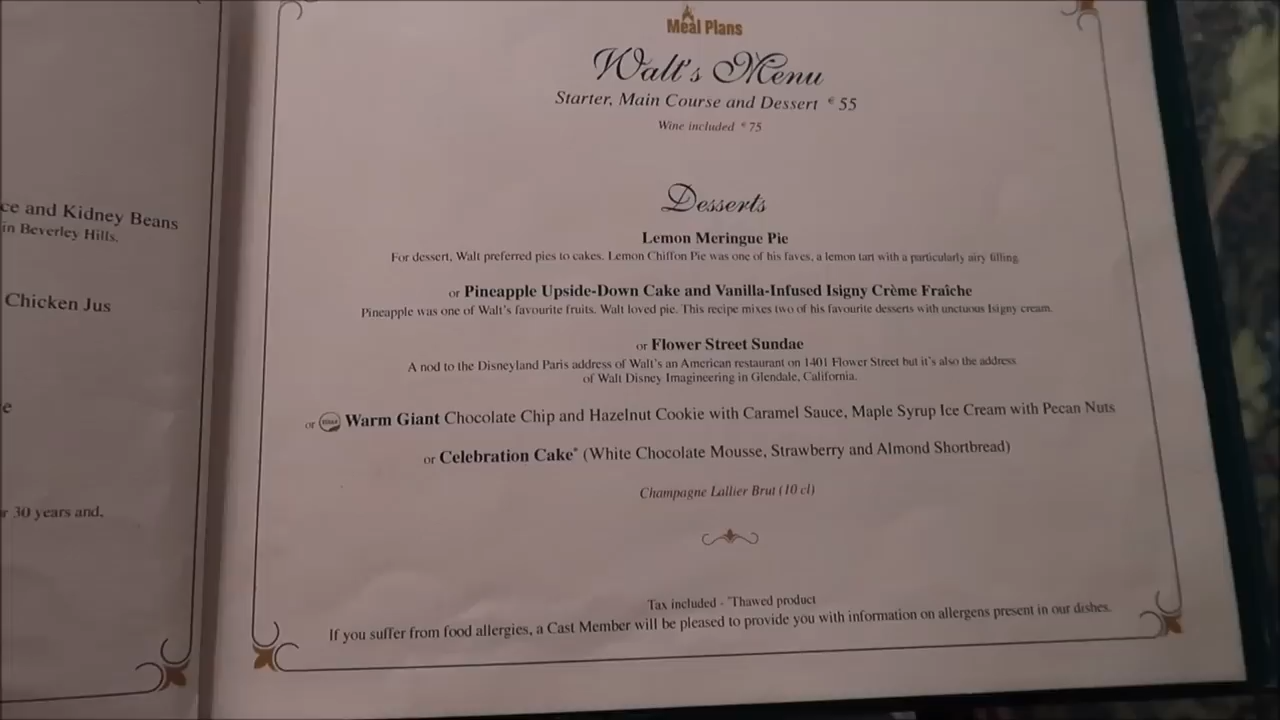 ce and Kidney Beans
in Beverley Hills,
Chicken Jus
e
r 30 years and,
Meal Plans
Walt's Menu
Starter, Main Course and Dessert € 55
Wine included € 75
Desserts
Lemon Meringue Pie
For dessert, Walt preferred pies to cakes. Lemon Chiffon Pie was one of his faves, a lemon tart with a particularly airy filling.
or Pineapple Upside-Down Cake and Vanilla-Infused Isigny Crème Fraîche
Pineapple was one of Walt's favourite fruits. Walt loved pie. This recipe mixes two of his favourite desserts with unctuous Isigny cream.
or Flower Street Sundae
A nod to the Disneyland Paris address of Walt's an American restaurant on 1401 Flower Street but it's also the address
of Walt Disney Imagineering in Glendale, California.
or Warm Giant Chocolate Chip and Hazelnut Cookie with Caramel Sauce, Maple Syrup Ice Cream with Pecan Nuts
or Celebration Cake* (White Chocolate Mousse, Strawberry and Almond Shortbread)
Champagne Lallier Brut (10 cl)
Tax included - *Thawed product
If you suffer from food allergies, a Cast Member will be pleased to provide you with information on allergens present in our dishes.